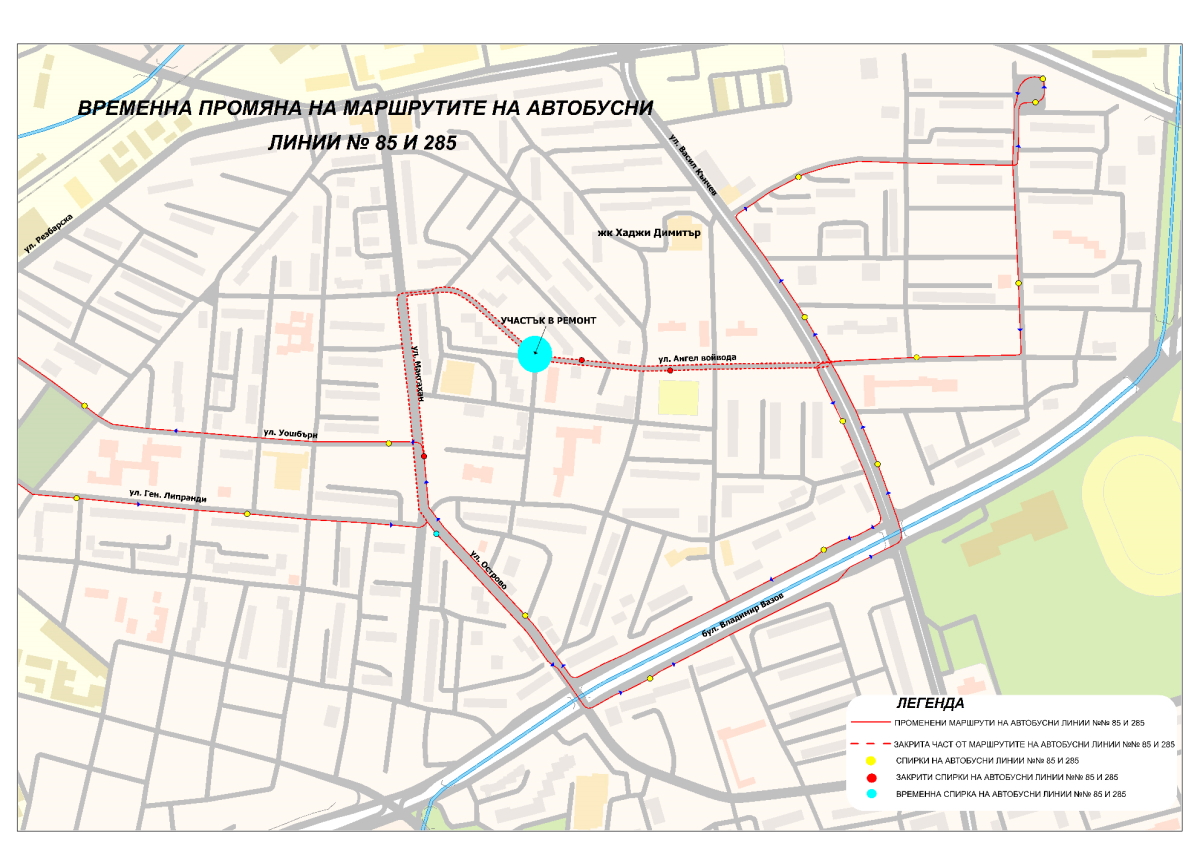 ВРЕМЕННА ПРОМЯНА НА МАРШРУТИТЕ НА АВТОБУСНИ
ЛИНИИ № 85 И 285
ул. Резбарска
ул. Васил Кънчев
жк Хаджи Димитър
УЧАСТЪК В РЕМОНТ
ул. Макгахан
ул. Ангел войвода
ул. Уошбърн
ул. Ген. Липранди
ул. Острово
бул. Владимир Вазов
ЛЕГЕНДА
ПРОМЕНЕНИ МАРШРУТИ НА АВТОБУСНИ ЛИНИИ №№ 85 И 285
ЗАКРИТА ЧАСТ ОТ МАРШРУТИТЕ НА АВТОБУСНИ ЛИНИИ №№ 85 И 285
СПИРКИ НА АВТОБУСНИ ЛИНИИ №№ 85 И 285
ЗАКРИТИ СПИРКИ НА АВТОБУСНИ ЛИНИИ №№ 85 И 285
ВРЕМЕННА СПИРКА НА АВТОБУСНИ ЛИНИИ №№ 85 И 285